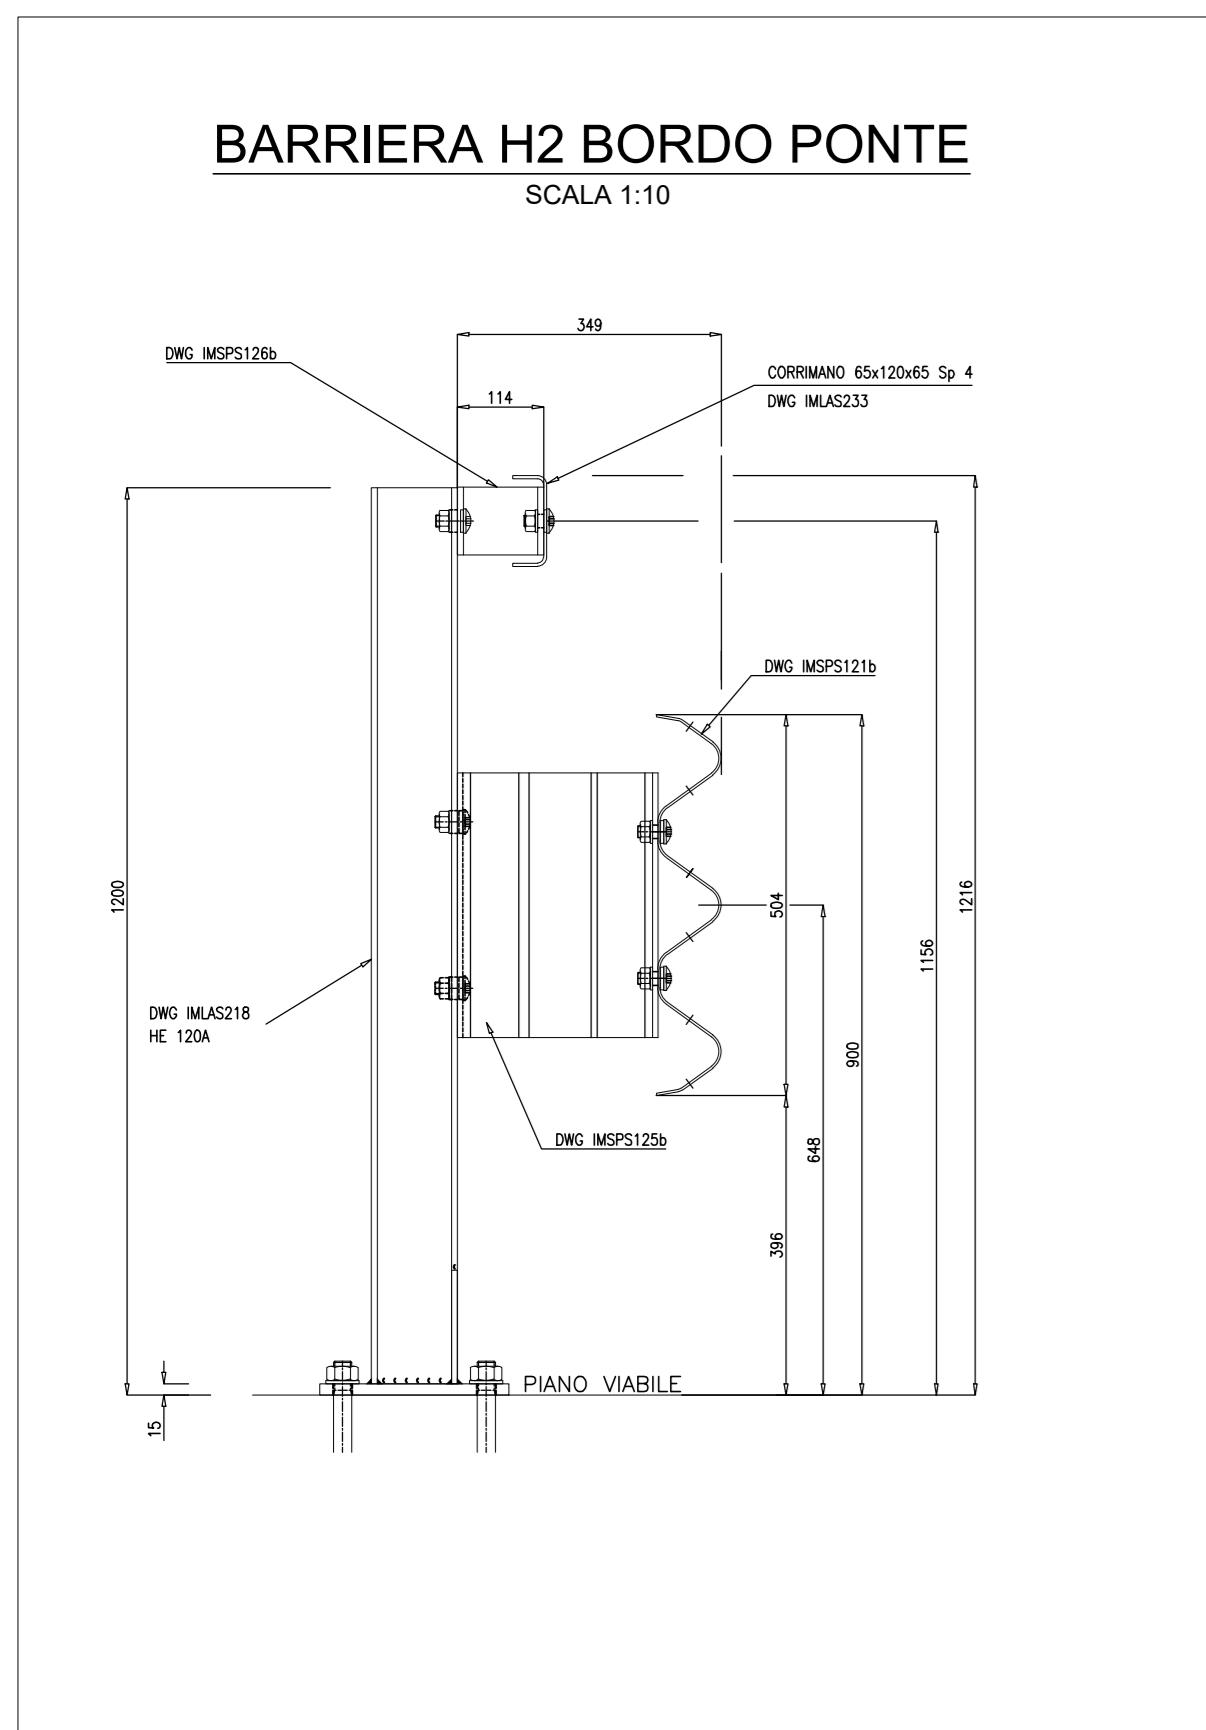 BARRIERA H2 BORDO PONTE
SCALA 1:10
349
DWG IMSPS126b
CORRIMANO 65x120x65 Sp 4
DWG IMLAS233
114
DWG IMSPS121b
1200
504
1216
1156
DWG IMLAS218
HE 120A
900
DWG IMSPS125b
648
396
PIANO VIABILE
15